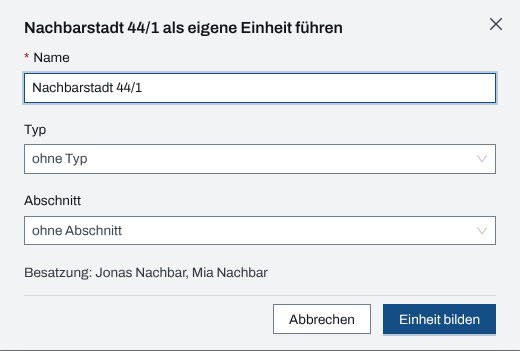 Nachbarstadt 44/1 als eigene Einheit führen
* Name
Nachbarstadt 44/1
Typ
ohne Typ
Abschnitt
ohne Abschnitt
Besatzung: Jonas Nachbar, Mia Nachbar
Abbrechen
Einheit bilden